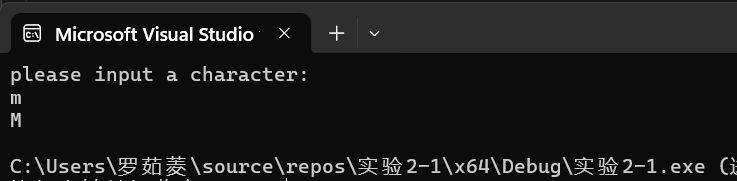 Microsoft Visual Studio
please input a character:
m
M
C:\Users\罗茹菱\source\repos\实验2-1\x64\Debug\实验2-1.exe (进